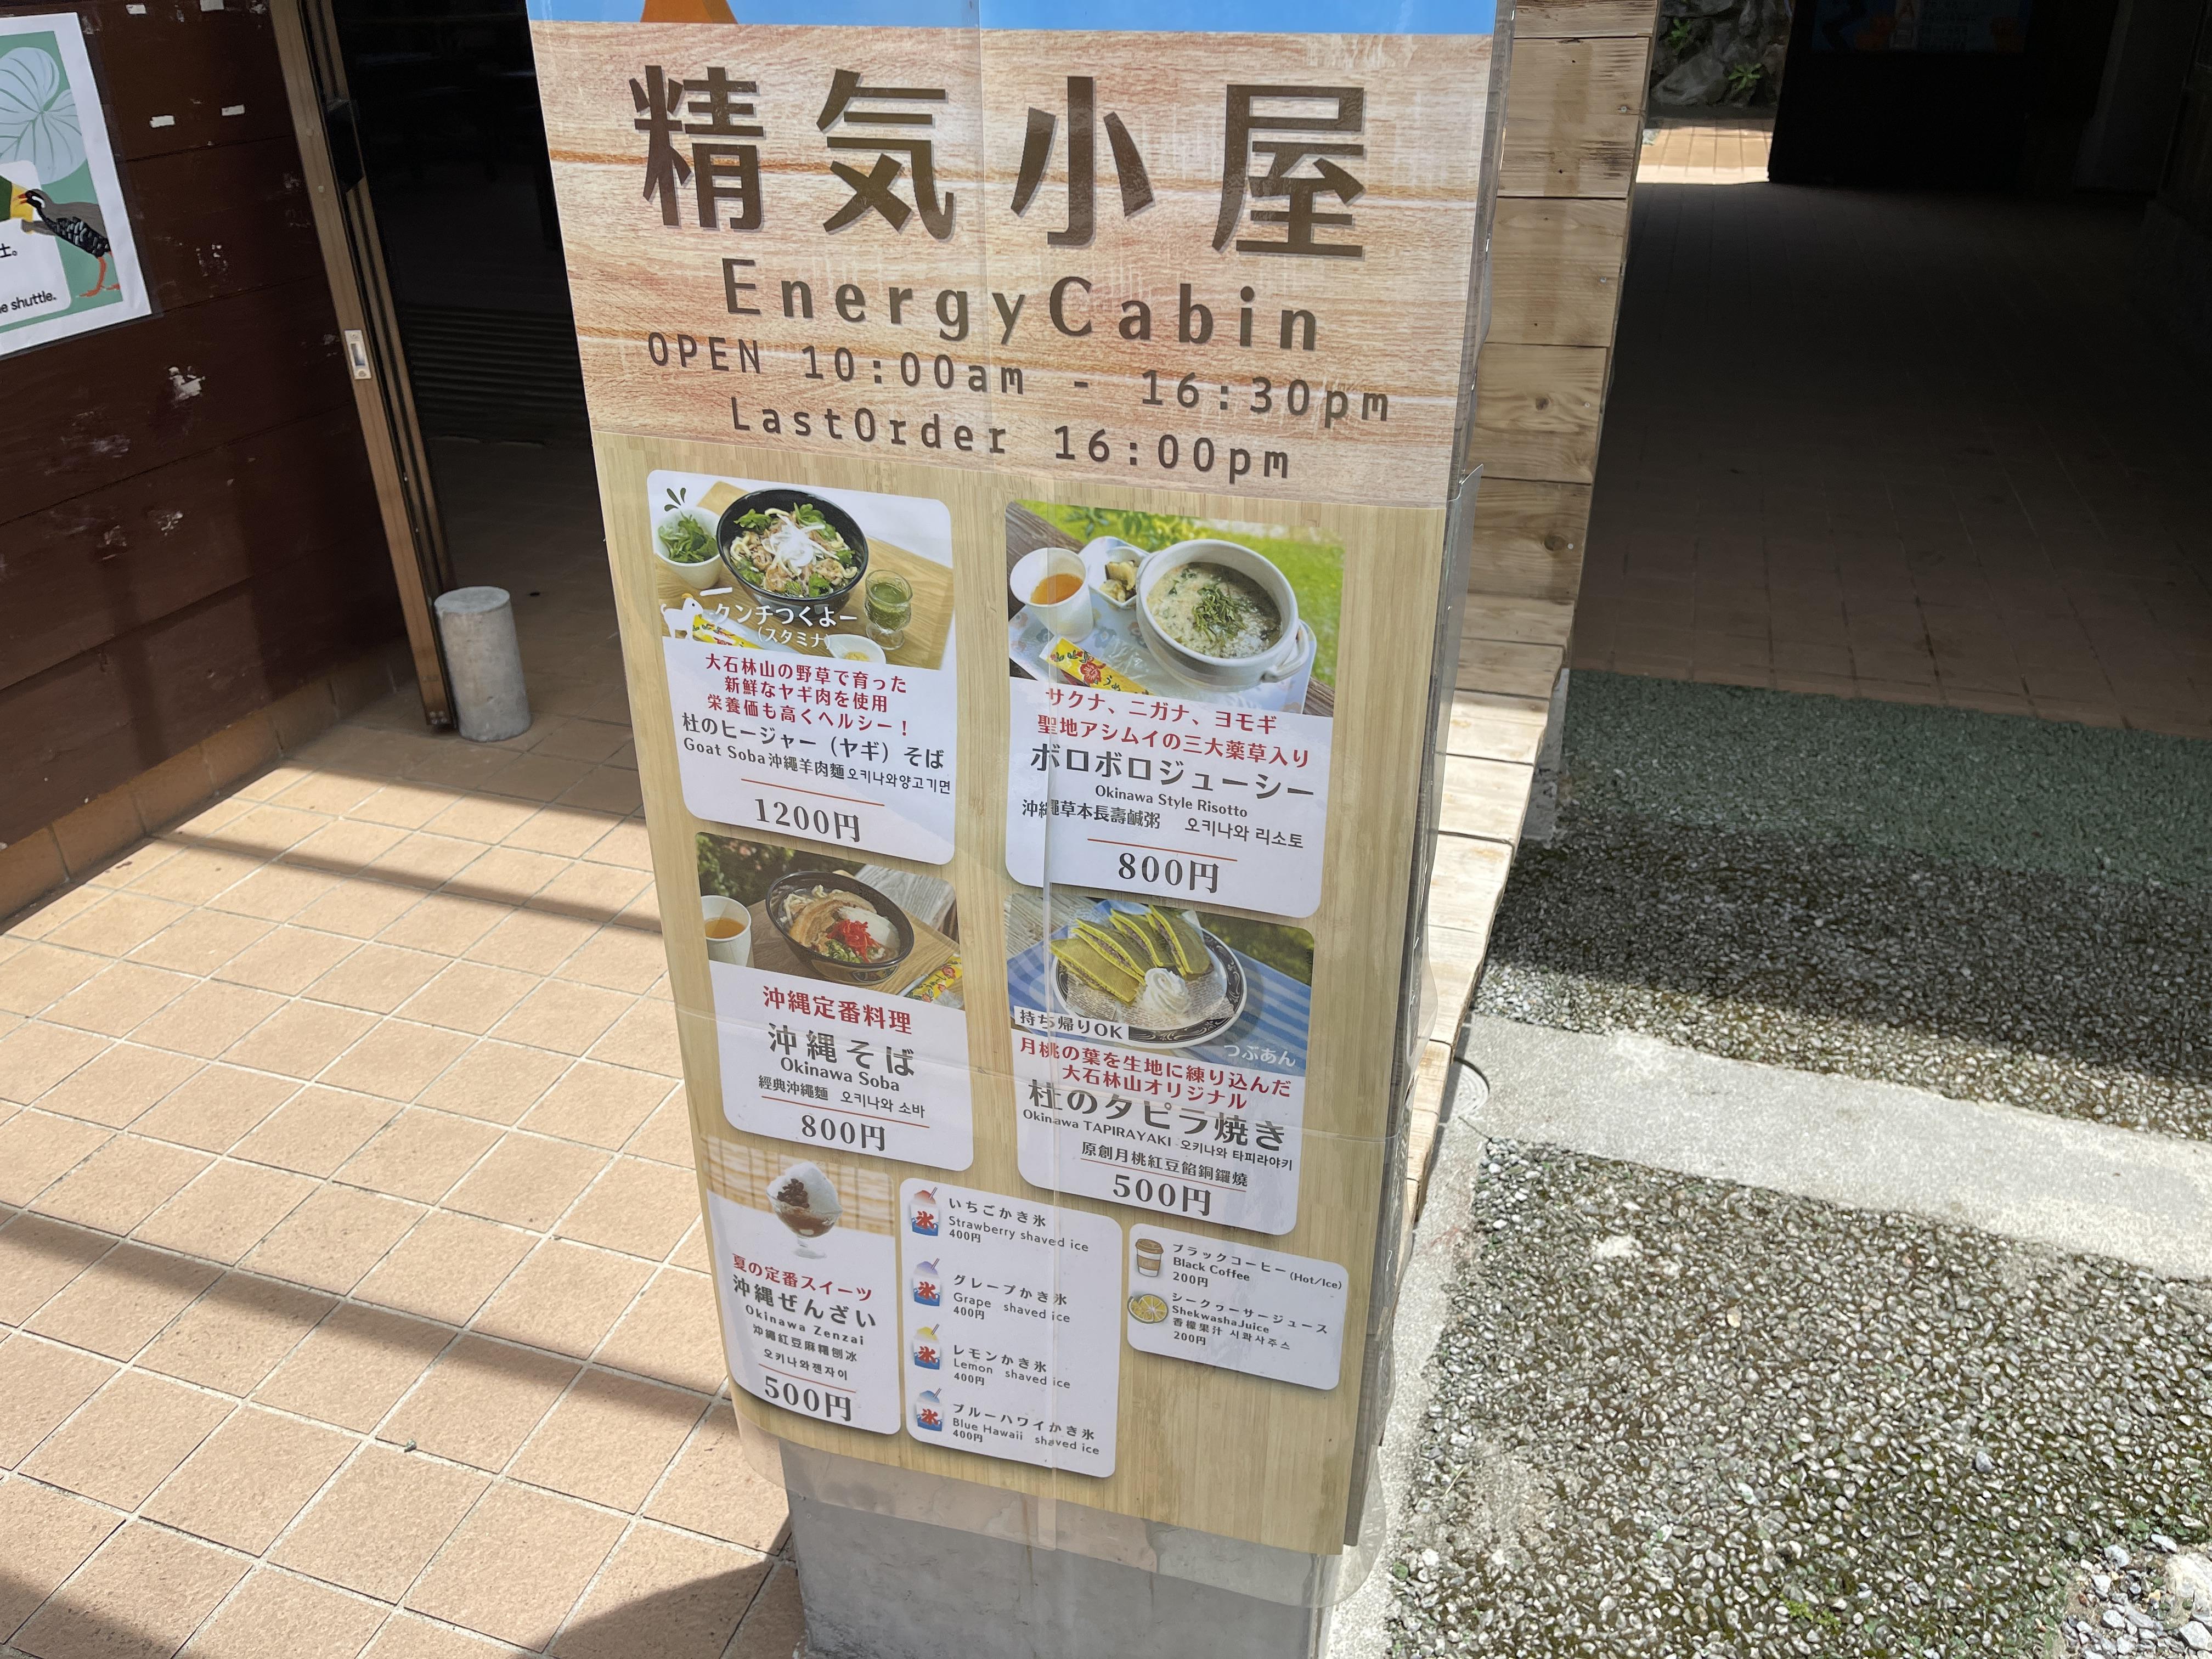 精気小屋
EnergyCabin
OPEN 10:00am - 16:30pm
LastOrder 16:00pm
クンチつくよー
(スタミナ)
大石林山の野草で育った
新鮮なヤギ肉を使用
栄養価も高くヘルシー！
杜のヒージャー（ヤギ）そば
Goat Soba 沖繩羊肉麵 오키나와양고기면
1200円
サクナ、ニガナ、ヨモギ
聖地アシムイの三大薬草入り
ボロボロジューシー
Okinawa Style Risotto
沖繩草本長壽鹹粥 오키나와 리소토
800円
沖縄定番料理
沖縄そば
Okinawa Soba
經典沖繩麵 오키나와 소바
800円
持ち帰りOK
つぶあん
月桃の葉を生地に練り込んだ
大石林山オリジナル
杜のタピラ焼き
Okinawa TAPIRAYAKI 오키나와 타피라야키
原創月桃紅豆餡銅鑼燒
500円
夏の定番スイーツ
沖縄ぜんざい
Okinawa Zenzai
沖繩紅豆麻糬刨冰
오키나와젠자이
500円
氷
いちごかき氷
Strawberry shaved ice
400円
氷
グレープかき氷
Grape shaved ice
400円
氷
レモンかき氷
Lemon shaved ice
400円
氷
ブルーハワイかき氷
Blue Hawaii shaved ice
400円
ブラックコーヒー (Hot/Ice)
Black Coffee
200円
シークヮーサージュース
ShekwashaJuice
香檬果汁 시콰사주스
200円
土。
e shuttle.